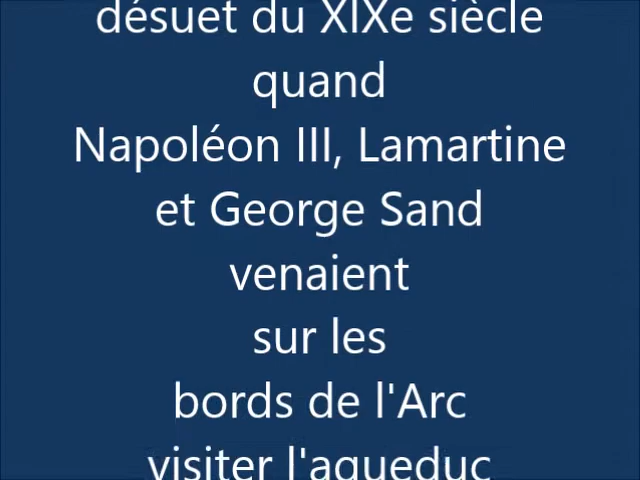 désuet du XIXe siècle
quand
Napoléon III, Lamartine
et George Sand
venaient
sur les
bords de l'Arc
visiter l'aqueduc